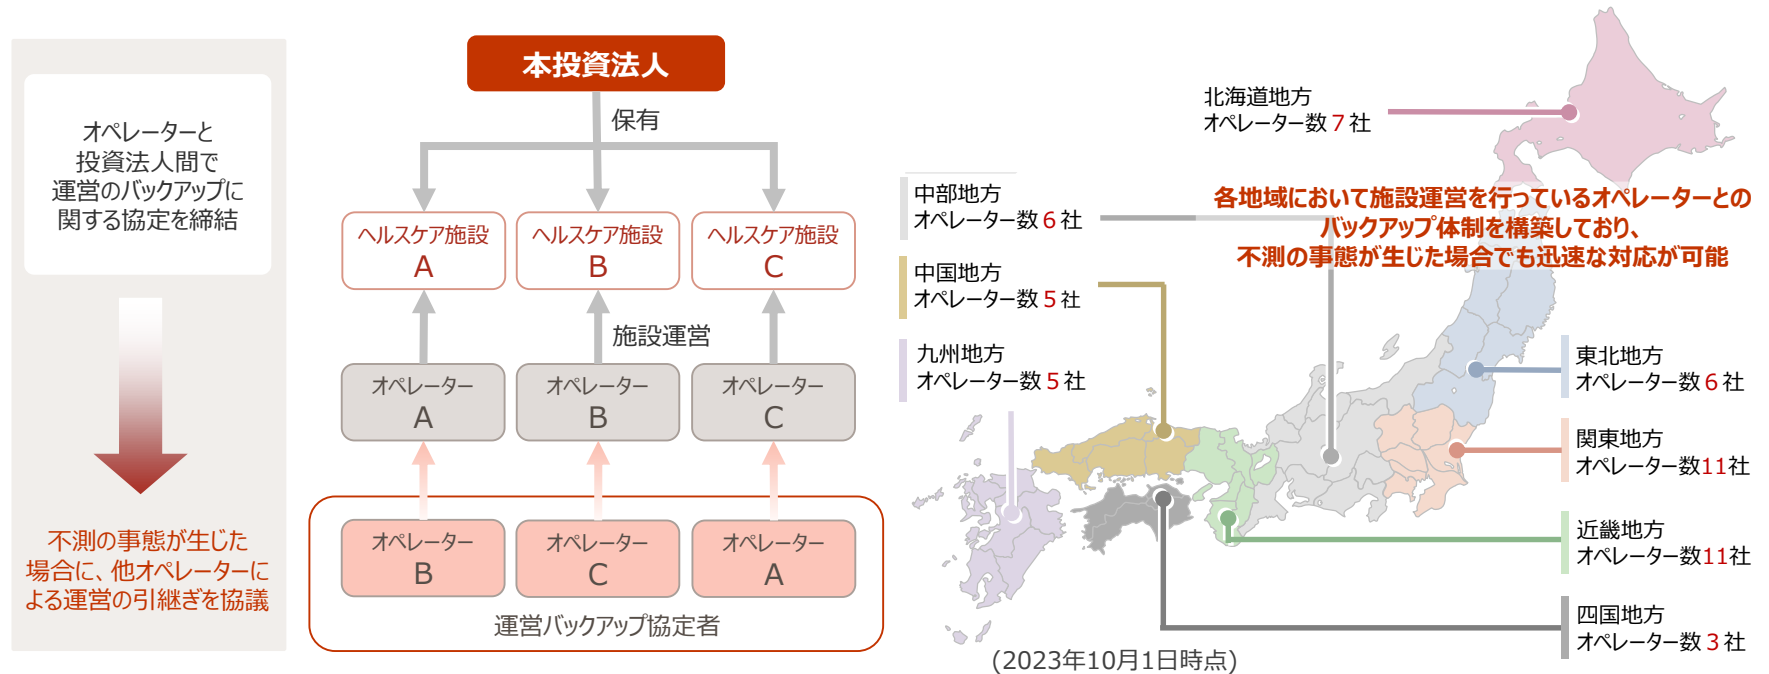 オペレーターと
投資法人間で
運営のバックアップに
関する協定を締結
不測の事態が生じた
場合に、他オペレーターに
よる運営の引継ぎを協議
本投資法人
保有
ヘルスケア施設
A
ヘルスケア施設
B
ヘルスケア施設
C
施設運営
オペレーター
A
オペレーター
B
オペレーター
C
オペレーター
B
オペレーター
C
オペレーター
A
運営バックアップ協定者
北海道地方
オペレーター数 7 社
各地域において施設運営を行っているオペレーターとの
バックアップ体制を構築しており、
不測の事態が生じた場合でも迅速な対応が可能
中部地方
オペレーター数 6 社
中国地方
オペレーター数 5 社
九州地方
オペレーター数 5 社
東北地方
オペレーター数 6 社
関東地方
オペレーター数11社
近畿地方
オペレーター数11社
四国地方
オペレーター数 3 社
(2023年10月1日時点)